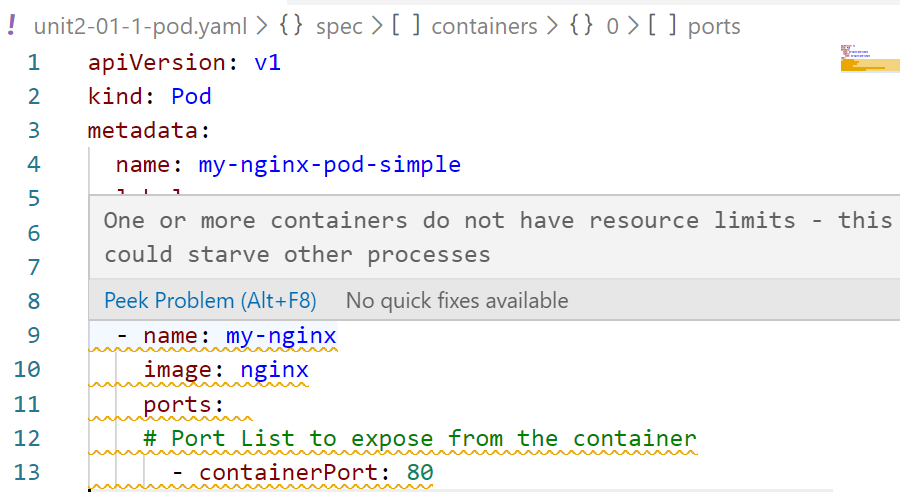 ! unit2-01-1-pod.yaml > {} spec > [ ] containers > {} 0 > [ ] ports
1 apiVersion: v1
2 kind: Pod
3 metadata:
4 name: my-nginx-pod-simple
5
6
7
8
One or more containers do not have resource limits - this
could starve other processes
Peek Problem (Alt+F8) No quick fixes available
9 - name: my-nginx
10 image: nginx
11 ports:
12 # Port List to expose from the container
13 - containerPort: 80